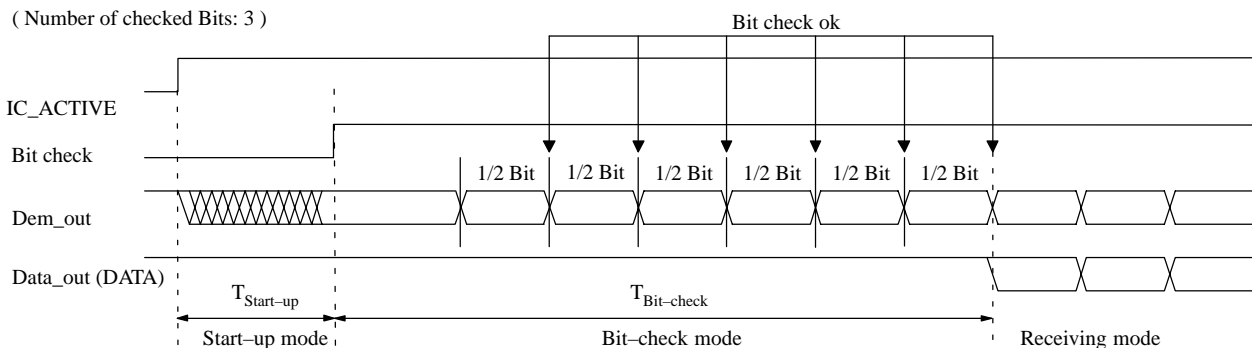 ( Number of checked Bits: 3 )
Bit check ok
IC_ACTIVE
Bit check
1/2 Bit 1/2 Bit 1/2 Bit 1/2 Bit 1/2 Bit 1/2 Bit
Dem_out
Data_out (DATA)
TStart–up TBit–check
Start–up mode Bit–check mode Receiving mode